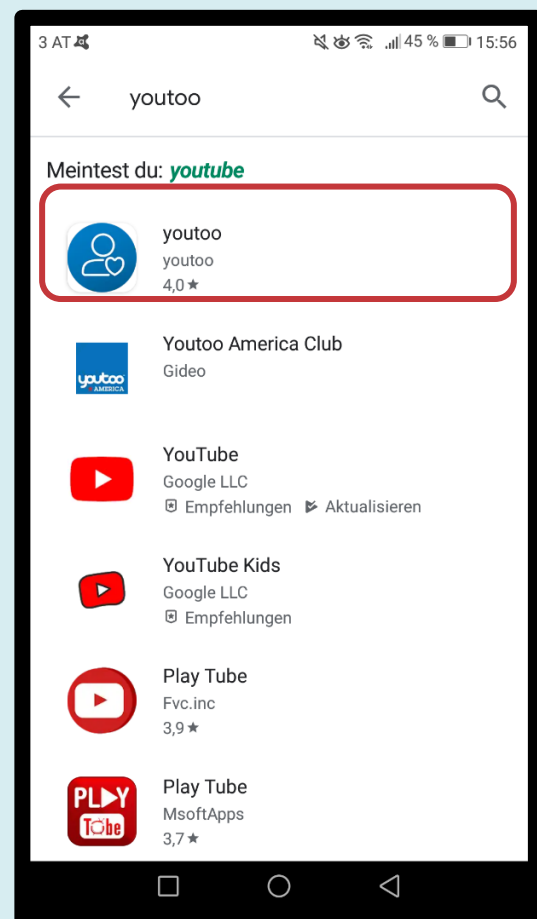 3 AT 45 % 15:56
youtoo
Meintest du: youtube
youtoo
youtoo
4,0 ★
Youtoo America Club
youtoo
AMERICA
Gideo
YouTube
Google LLC
Empfehlungen Aktualisieren
YouTube Kids
Google LLC
Empfehlungen
Play Tube
Fvc.inc
3,9 ★
Play Tube
PLAY
Tube
MsoftApps
3,7 ★